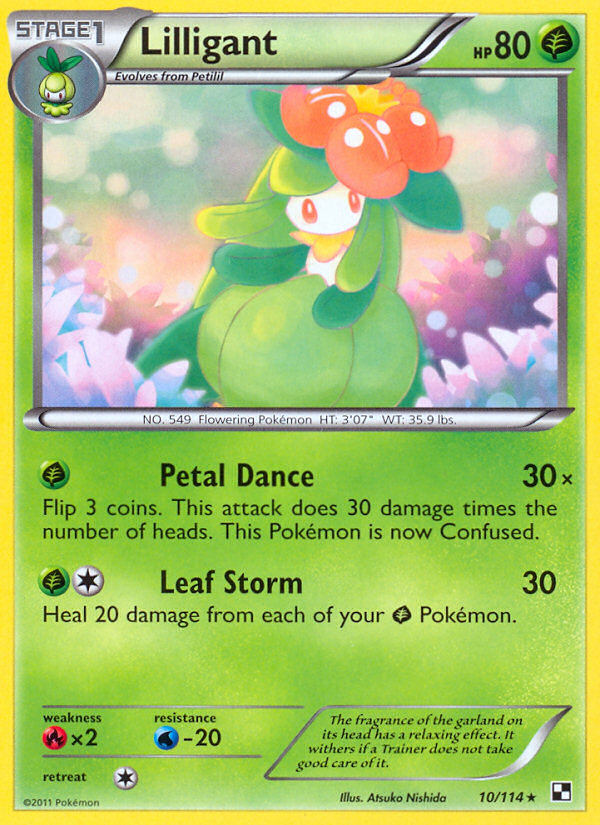 STAGE1
Lilligant
HP80
Evolves from Petilil
NO. 549 Flowering Pokémon HT: 3'07" WT: 35.9 lbs.
Petal Dance 30×
Flip 3 coins. This attack does 30 damage times the
number of heads. This Pokémon is now Confused.
Leaf Storm 30
Heal 20 damage from each of your Pokémon.
weakness resistance
×2 -20
retreat
The fragrance of the garland on
its head has a relaxing effect. It
withers if a Trainer does not take
good care of it.
Illus. Atsuko Nishida 10/114★
©2011 Pokémon